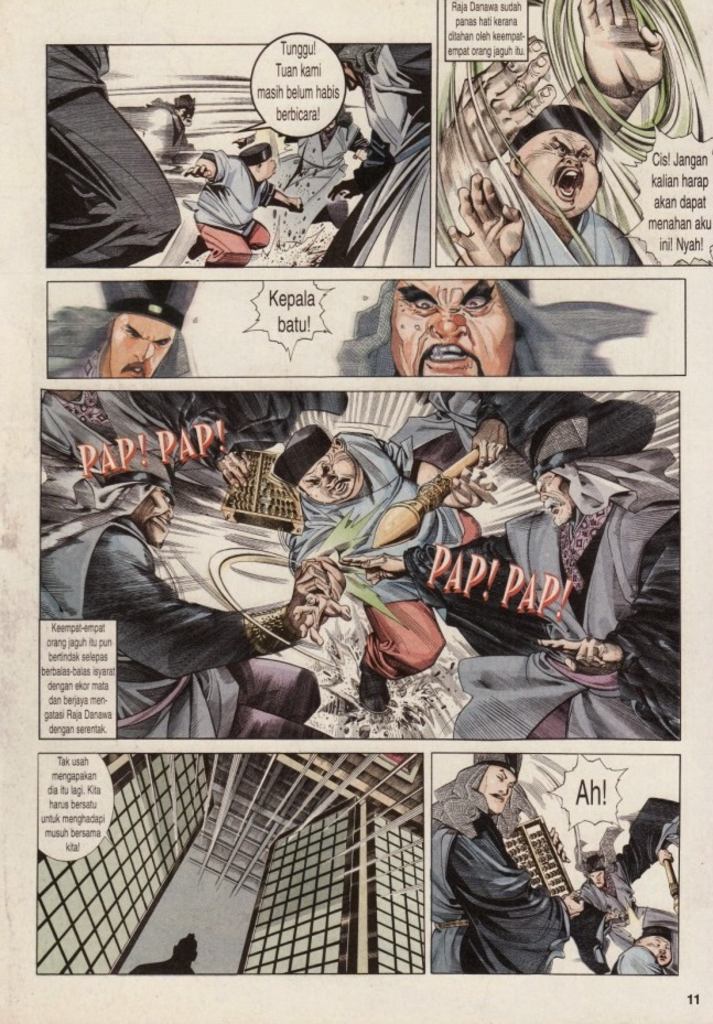 Tunggu!
Tuan kami
masih belum habis
berbicara!
Raja Danawa sudah
panas hati kerana
ditahan oleh keempat-
empat orang jaguh itu.
Cis! Jangan
kalian harap
akan dapat
menahan aku
ini! Nyah!
Kepala
batu!
PAP! PAP!
PAP! PAP!
Keempat-empat
orang jaguh itu pun
bertindak selepas
berbalas-balas isyarat
dengan ekor mata
dan berjaya men-
gatasi Raja Danawa
dengan serentak.
Tak usah
mengapakan
dia itu lagi. Kita
harus bersatu
untuk menghadapi
musuh bersama
kita!
Ah!
11